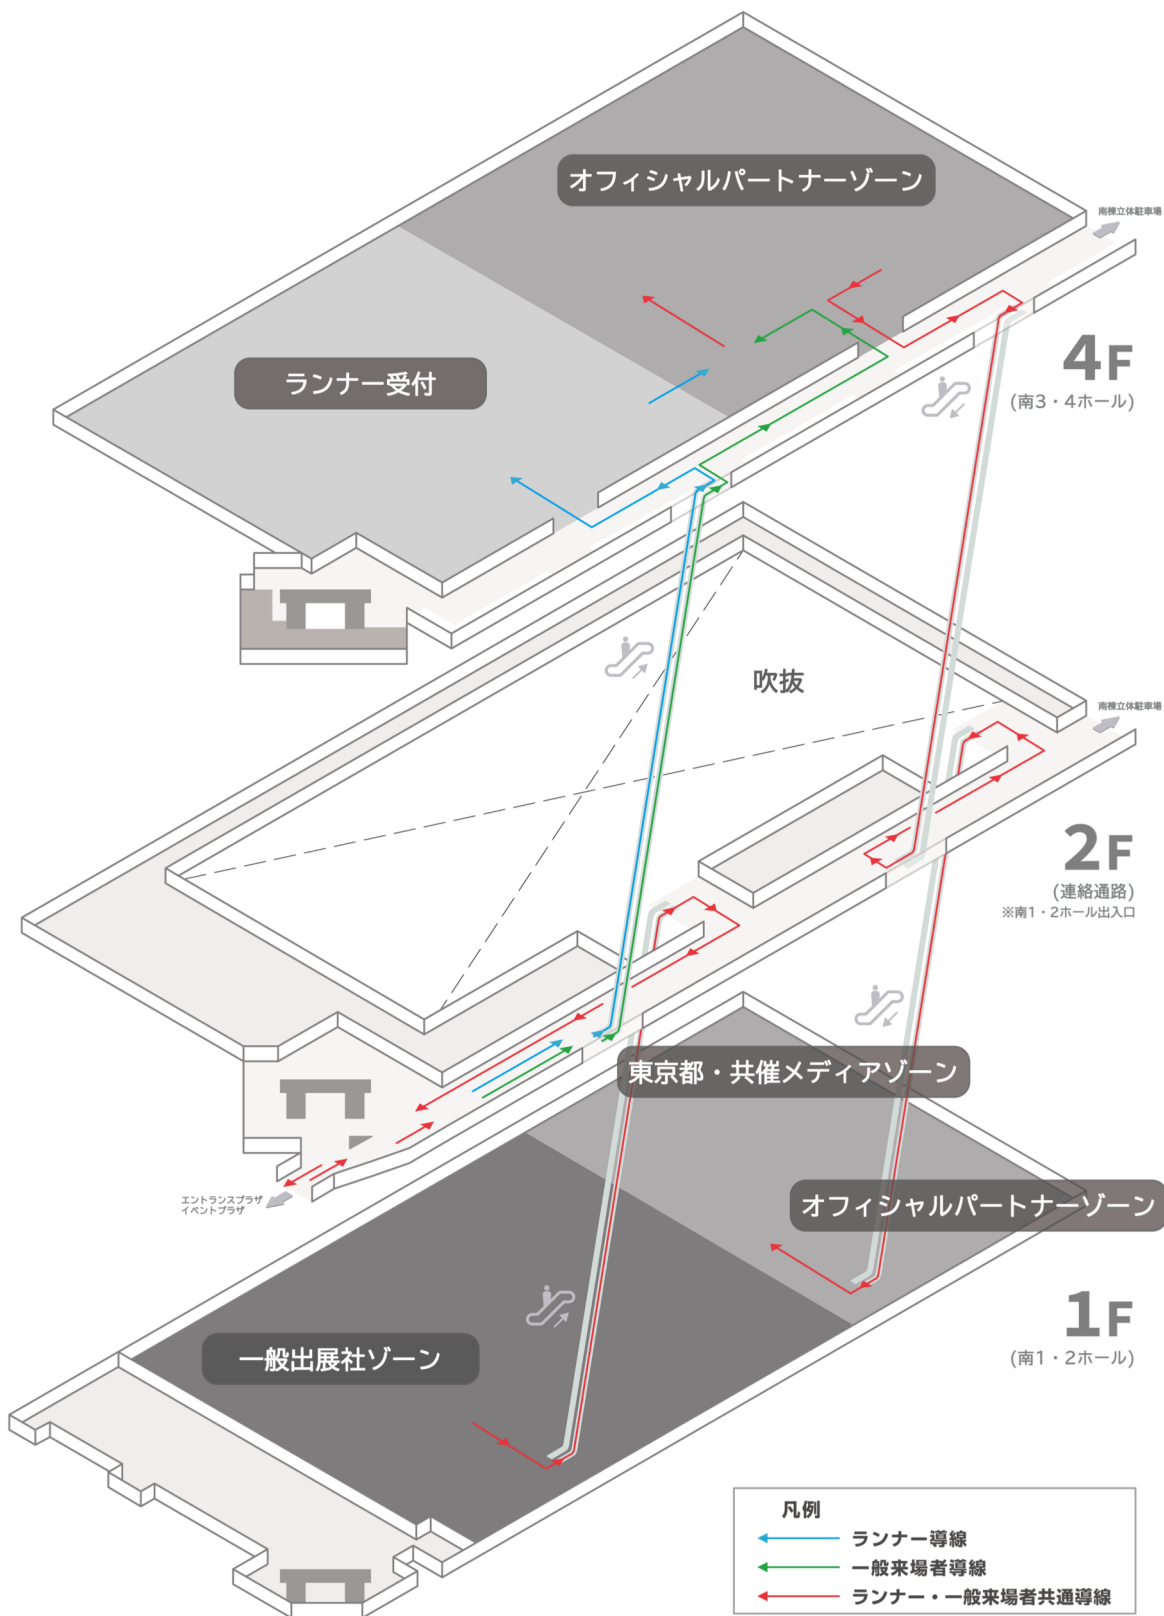 オフィシャルパートナーゾーン
南棟立体駐車場
4F
(南3・4ホール)
ランナー受付
吹抜
南棟立体駐車場
2F
(連絡通路)
※南1・2ホール出入口
東京都・共催メディアゾーン
エントランスプラザ
イベントプラザ
オフィシャルパートナーゾーン
1F
(南1・2ホール)
一般出展社ゾーン
凡例
ランナー導線
一般来場者導線
ランナー・一般来場者共通導線